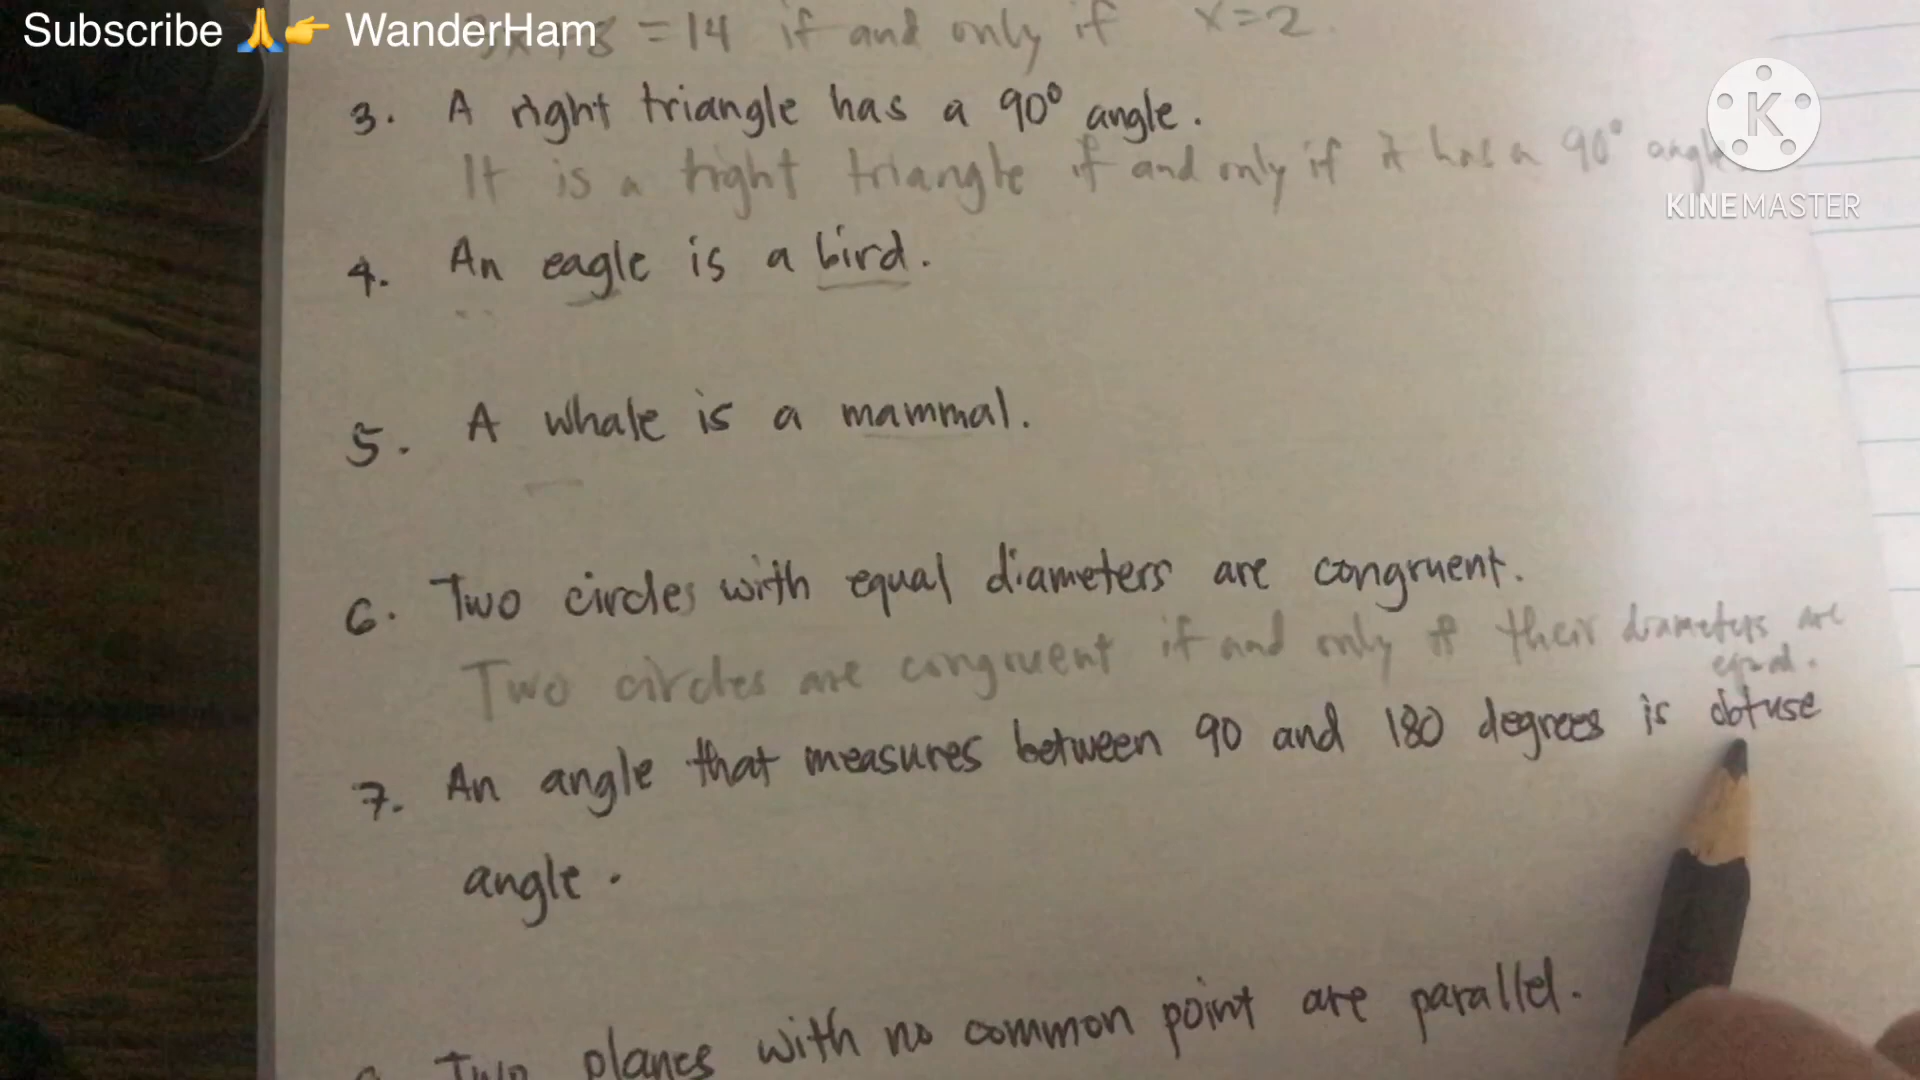 Subscribe 🙏👉 WanderHam
= 14 if and only if x=2.
3. A right triangle has a 90° angle.
It is a right triangle if and only if it has a 90° angle
KINEMASTER
4. An eagle is a bird.
5. A whale is a mammal.
6. Two circles with equal diameters are congruent.
Two circles are congruent if and only if their diameters are
equal.
7. An angle that measures between 90 and 180 degrees is obtuse
angle.
Two planes with no common point are parallel.